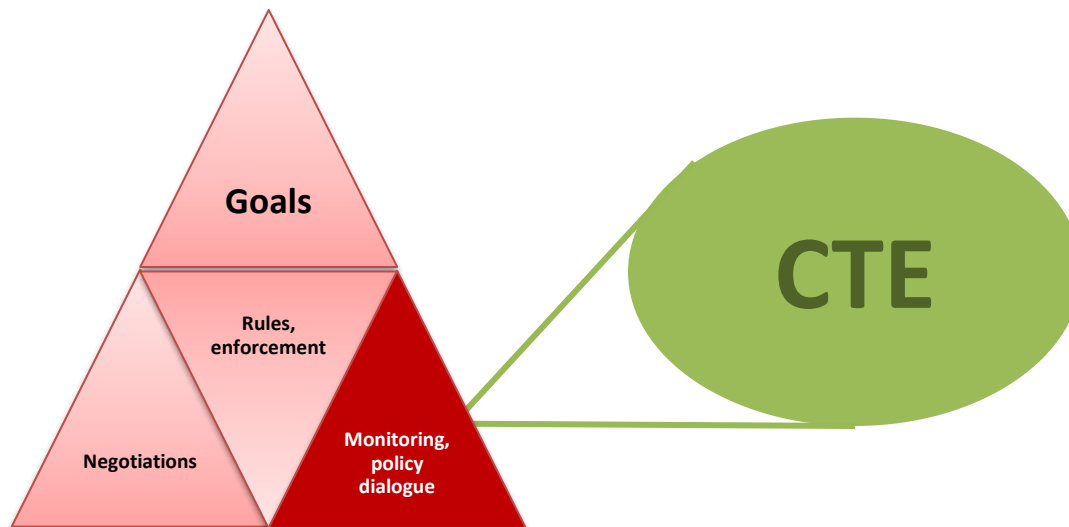 Goals
Rules,
enforcement
Negotiations
Monitoring,
policy
dialogue
CTE